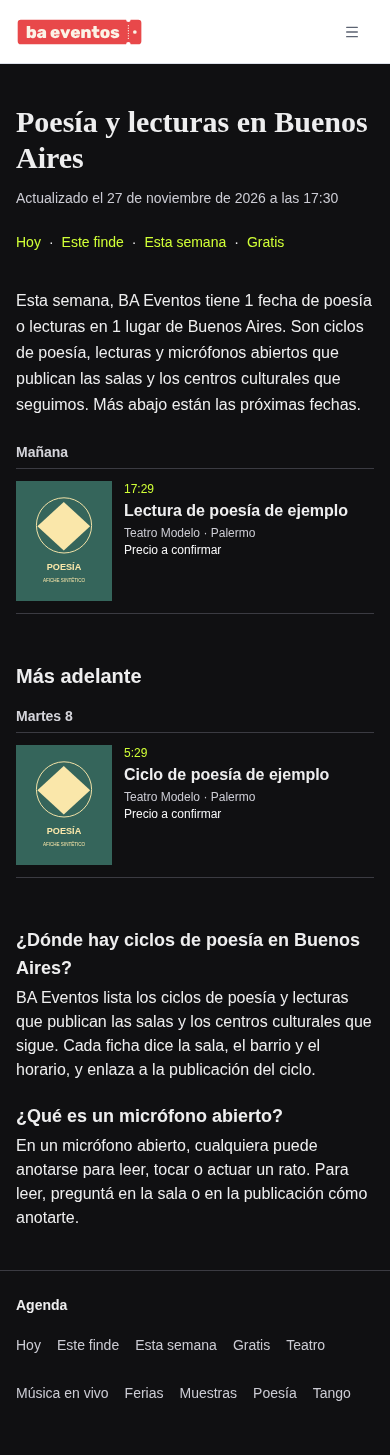 ba eventos
Poesía y lecturas en Buenos
Aires
Actualizado el 27 de noviembre de 2026 a las 17:30
Hoy · Este finde · Esta semana · Gratis
Esta semana, BA Eventos tiene 1 fecha de poesía
o lecturas en 1 lugar de Buenos Aires. Son ciclos
de poesía, lecturas y micrófonos abiertos que
publican las salas y los centros culturales que
seguimos. Más abajo están las próximas fechas.
Mañana
17:29
Lectura de poesía de ejemplo
Teatro Modelo · Palermo
Precio a confirmar
POESÍA
AFICHE SINTÉTICO
Más adelante
Martes 8
5:29
Ciclo de poesía de ejemplo
Teatro Modelo · Palermo
Precio a confirmar
POESÍA
AFICHE SINTÉTICO
¿Dónde hay ciclos de poesía en Buenos
Aires?
BA Eventos lista los ciclos de poesía y lecturas
que publican las salas y los centros culturales que
sigue. Cada ficha dice la sala, el barrio y el
horario, y enlaza a la publicación del ciclo.
¿Qué es un micrófono abierto?
En un micrófono abierto, cualquiera puede
anotarse para leer, tocar o actuar un rato. Para
leer, preguntá en la sala o en la publicación cómo
anotarte.
Agenda
Hoy Este finde Esta semana Gratis Teatro
Música en vivo Ferias Muestras Poesía Tango